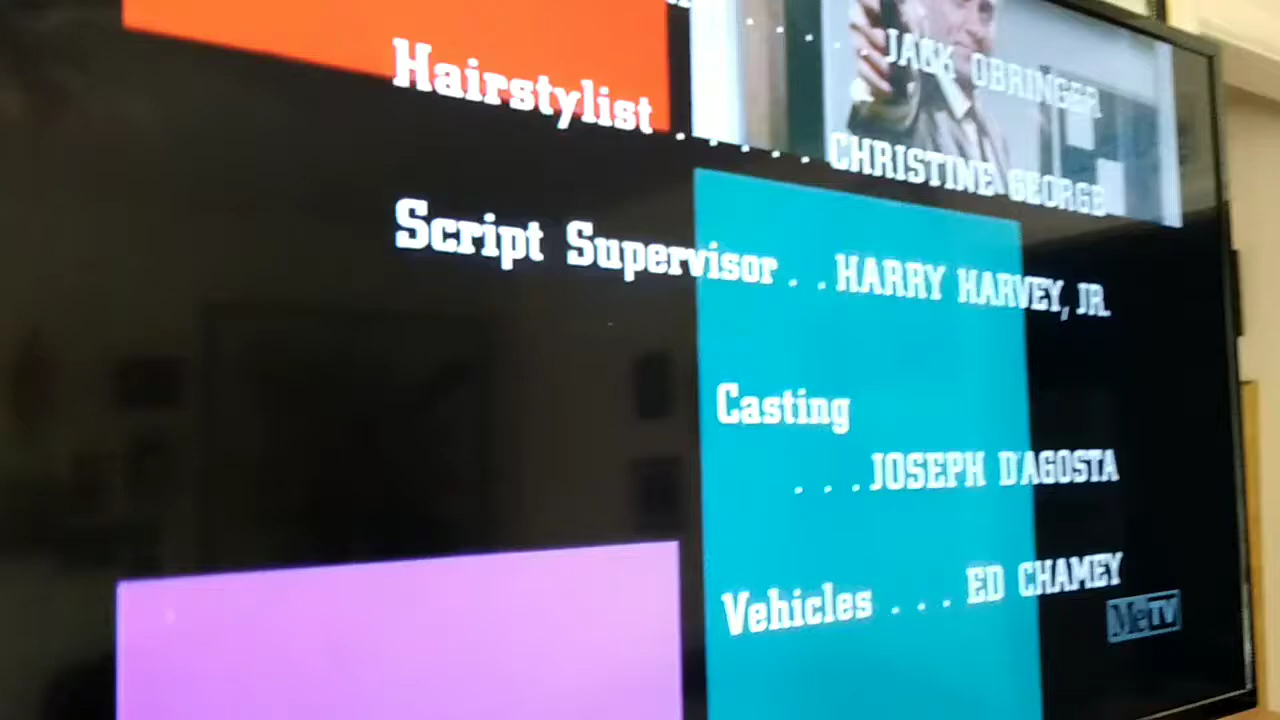 . . . . JACK OBRINGER
Hairstylist . . . . . CHRISTINE GEORGE
Script Supervisor . . HARRY HARVEY, JR.
Casting
. . . JOSEPH D'AGOSTA
Vehicles . . . ED CHAMEY
MeTV